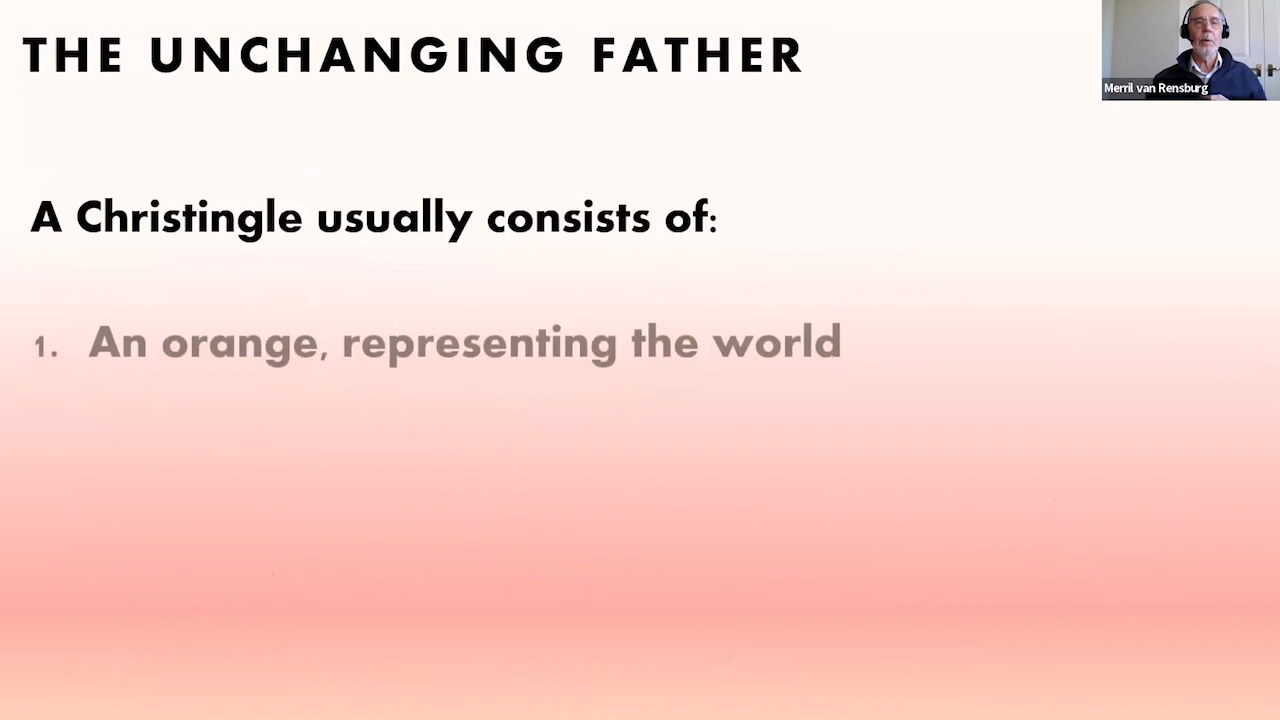 THE UNCHANGING FATHER
Merril van Rensburg
A Christingle usually consists of:
1. An orange, representing the world